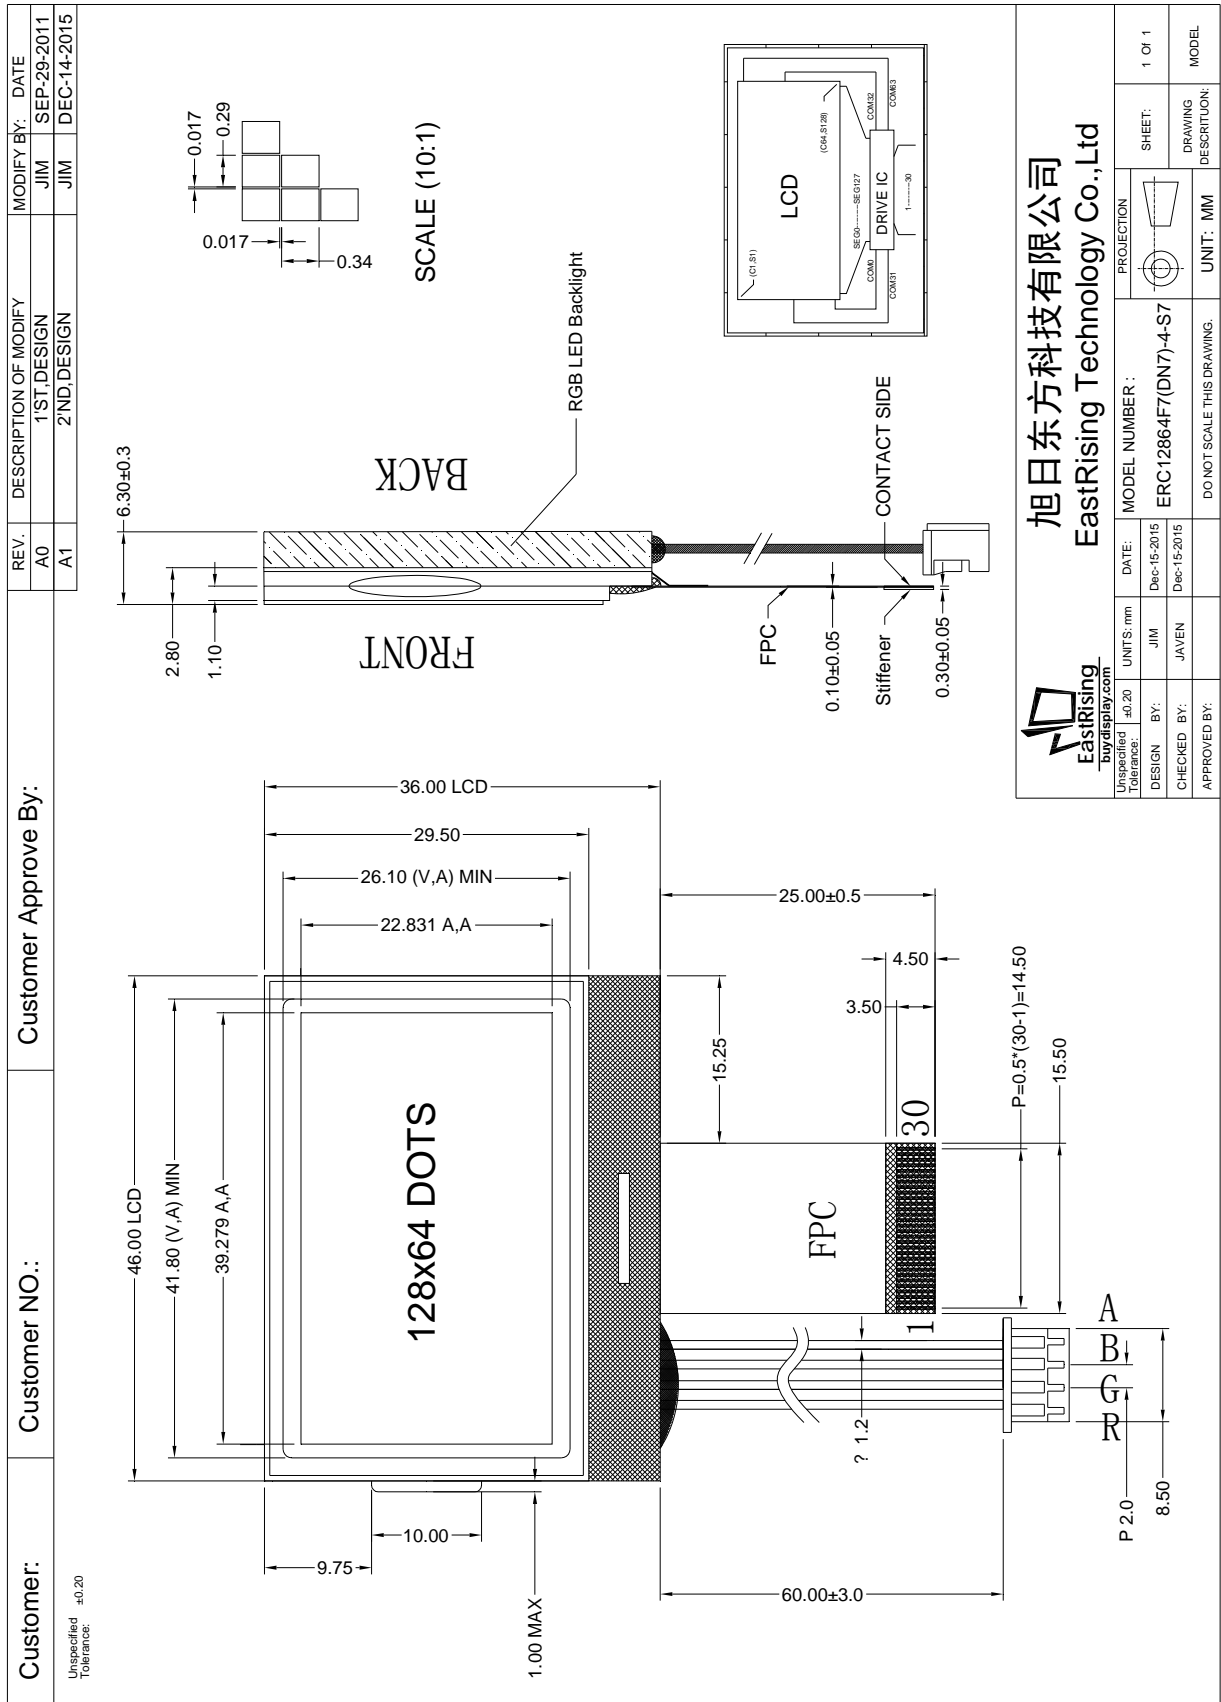 Customer:
Customer NO.:
Customer Approve By:
REV.
DESCRIPTION OF MODIFY
MODIFY BY:
DATE
A0
1'ST,DESIGN
JIM
SEP-29-2011
A1
2'ND,DESIGN
JIM
DEC-14-2015
Unspecified
Tolerance:
±0.20
46.00 LCD
41.80 (V,A) MIN
39.279 A,A
36.00 LCD
29.50
26.10 (V,A) MIN
22.831 A,A
128x64 DOTS
9.75
10.00
1.00 MAX
60.00±3.0
25.00±0.5
15.25
4.50
3.50
P=0.5*(30-1)=14.50
15.50
FPC
1
30
A
B
G
R
? 1.2
P 2.0
8.50
6.30±0.3
2.80
1.10
FRONT
BACK
RGB LED Backlight
FPC
0.10±0.05
Stiffener
CONTACT SIDE
0.30±0.05
0.017
0.29
0.017
0.34
SCALE (10:1)
LCD
(C1,S1)
(C64,S128)
SEG0-------SEG127
COM0
COM31
COM32
COM63
DRIVE IC
1-------30
EastRising
buydisplay.com
旭日东方科技有限公司
EastRising Technology Co.,Ltd
Unspecified
Tolerance:
±0.20
UNITS: mm
DATE:
MODEL NUMBER :
PROJECTION
SHEET:
1 Of 1
DESIGN BY:
JIM
Dec-15-2015
ERC12864F7(DN7)-4-S7
CHECKED BY:
JAVEN
Dec-15-2015
APPROVED BY:
DO NOT SCALE THIS DRAWING.
UNIT: MM
DRAWING
DESCRITUON:
MODEL